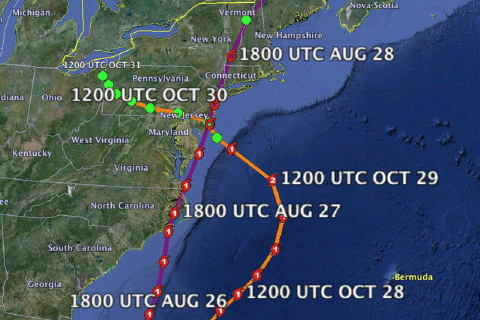 Michigan
Vermont
Nova-Scotia
New York
New Hampshire
1800 UTC AUG 28
1200 UTC OCT 31
Pennsylvania
Connecticut
Ohio
1200 UTC OCT 30
New Jersey
Maryland
West Virginia
Kentucky
Virginia
1200 UTC OCT 29
North Carolina
1800 UTC AUG 27
South Carolina
Georgia
Bermuda
1800 UTC AUG 26
1200 UTC OCT 28